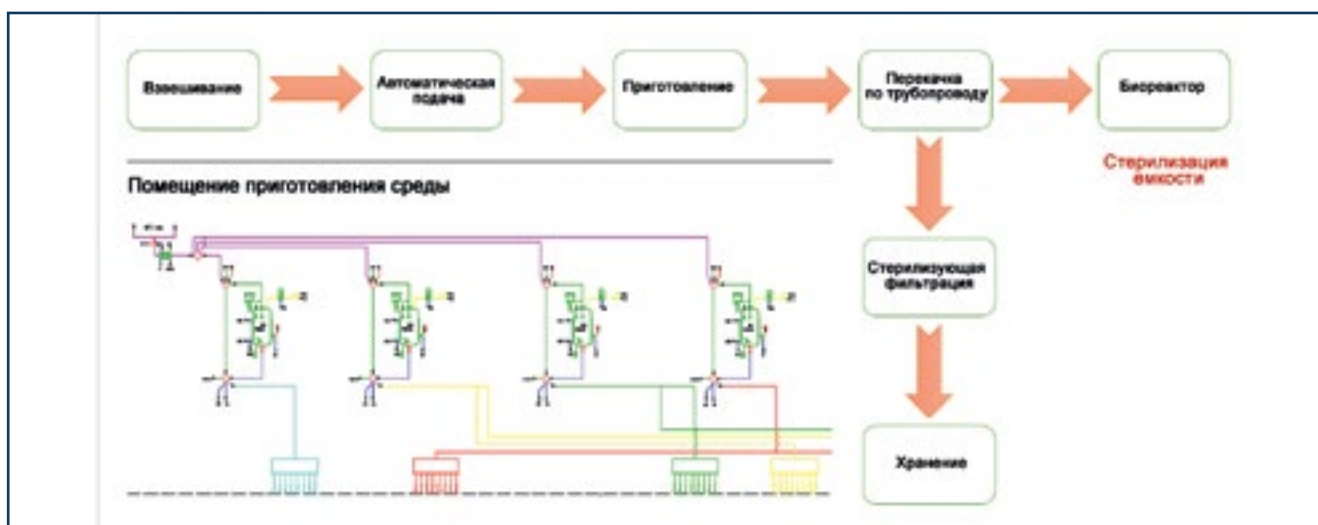 Взвешивание
Автоматическая
подача
Приготовление
Перекачка
по трубопроводу
Биореактор
Стерилизация
емкости
Помещение приготовления среды
Стерилизующая
фильтрация
Хранение